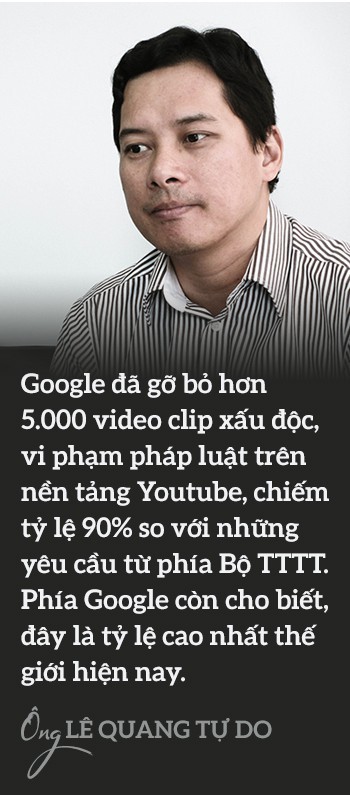 Google đã gỡ bỏ hơn
5.000 video clip xấu độc,
vi phạm pháp luật trên
nền tảng Youtube, chiếm
tỷ lệ 90% so với những
yêu cầu từ phía Bộ TTTT.
Phía Google còn cho biết,
đây là tỷ lệ cao nhất thế
giới hiện nay.
Ông LÊ QUANG TỰ DO